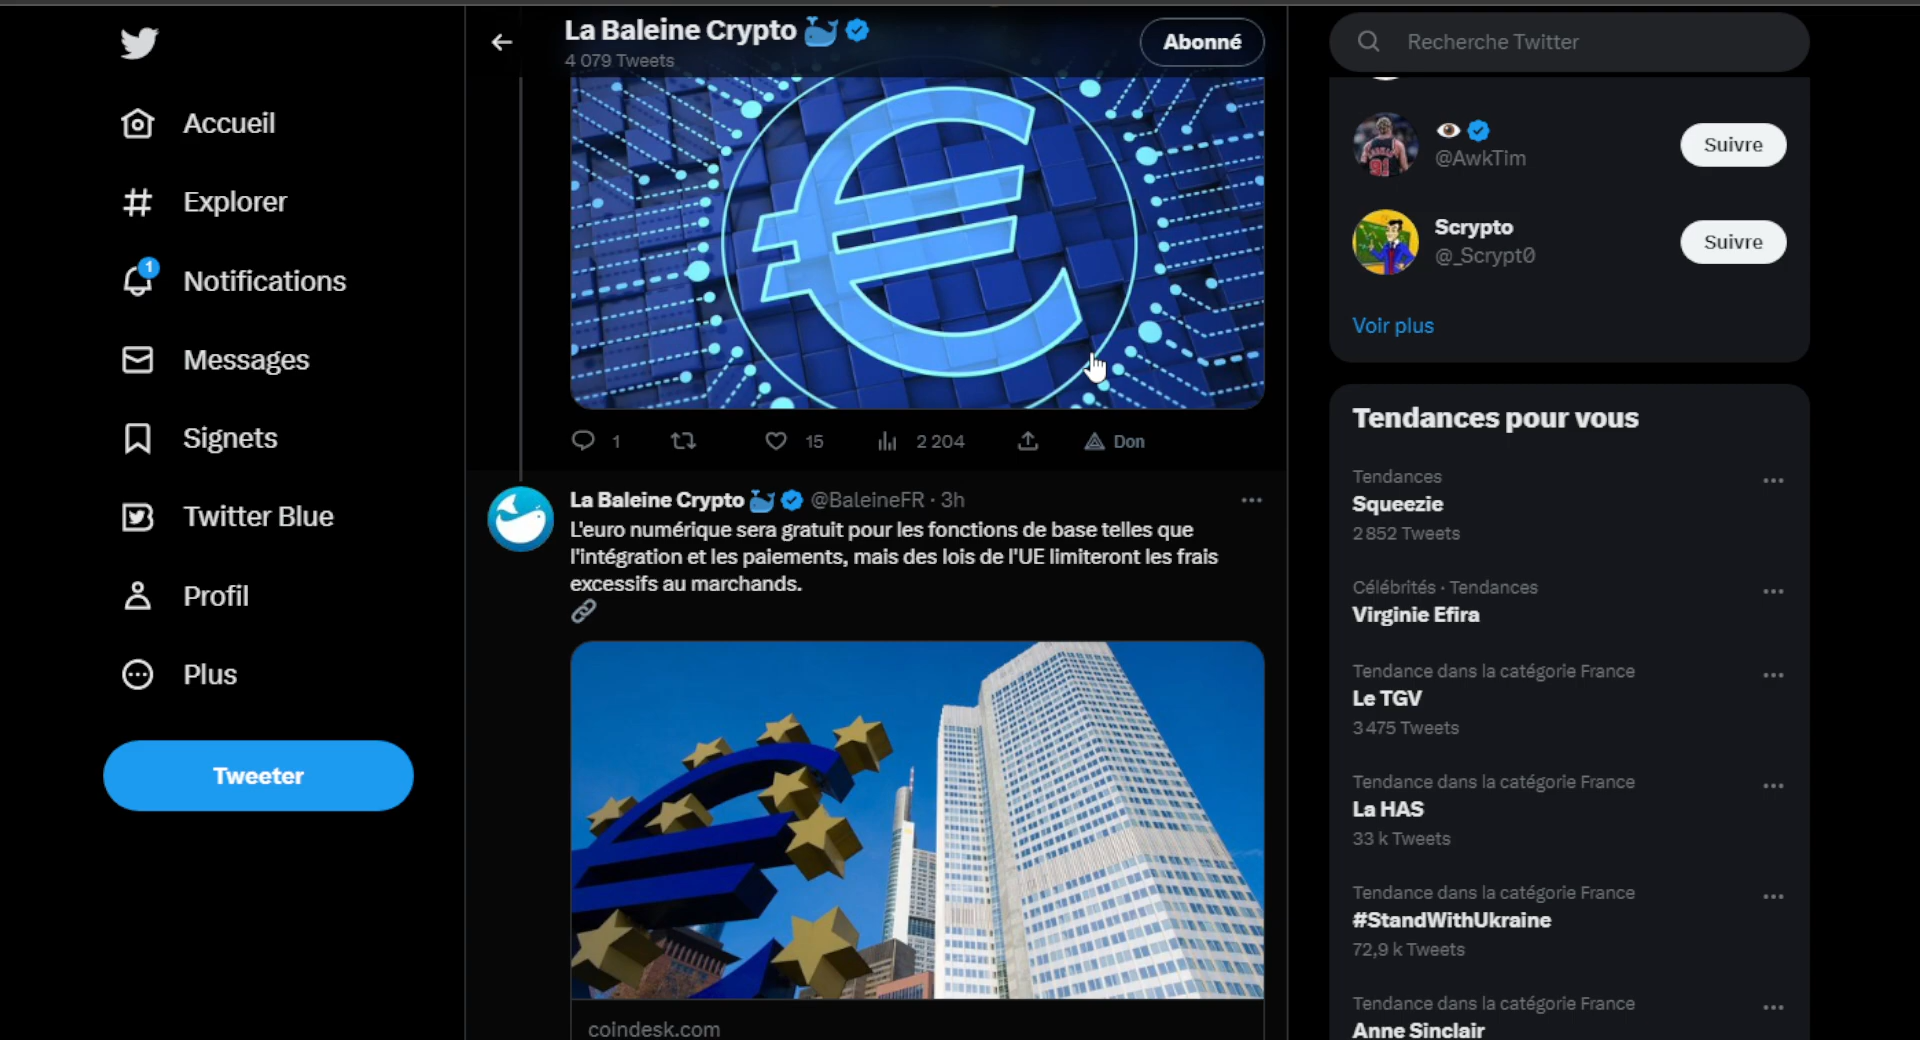 Accueil
Explorer
1
Notifications
Messages
Signets
Twitter Blue
Profil
Plus
Tweeter
La Baleine Crypto
4 079 Tweets
Abonné
1
15
2 204
Don
La Baleine Crypto @BaleineFR · 3h
L'euro numérique sera gratuit pour les fonctions de base telles que
l'intégration et les paiements, mais des lois de l'UE limiteront les frais
excessifs au marchands.
coindesk.com
Recherche Twitter
91
@AwkTim
Suivre
Scrypto
@_Scrypt0
Suivre
Voir plus
Tendances pour vous
Tendances
Squeezie
2 852 Tweets
Célébrités · Tendances
Virginie Efira
Tendance dans la catégorie France
Le TGV
3 475 Tweets
Tendance dans la catégorie France
La HAS
33 k Tweets
Tendance dans la catégorie France
#StandWithUkraine
72,9 k Tweets
Tendance dans la catégorie France
Anne Sinclair